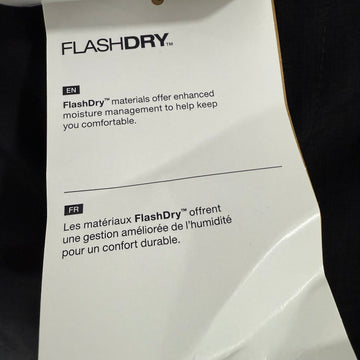 FLASHDRY™
EN
FlashDry™ materials offer enhanced
moisture management to help keep
you comfortable.
FR
Les matériaux FlashDry™ offrent
une gestion améliorée de l'humidité
pour un confort durable.